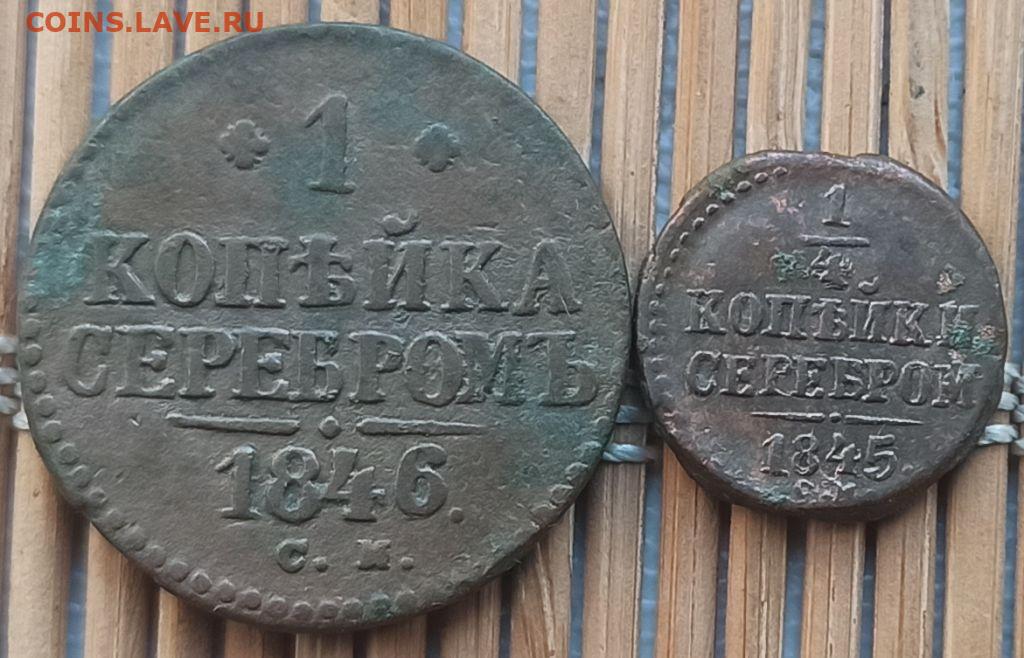 COINS.LAVE.RU
1
КОПѢЙКА
СЕРЕБРОМЪ
1846.
С. М.
1
4
КОПѢЙКИ
СЕРЕБРОМ
1845.